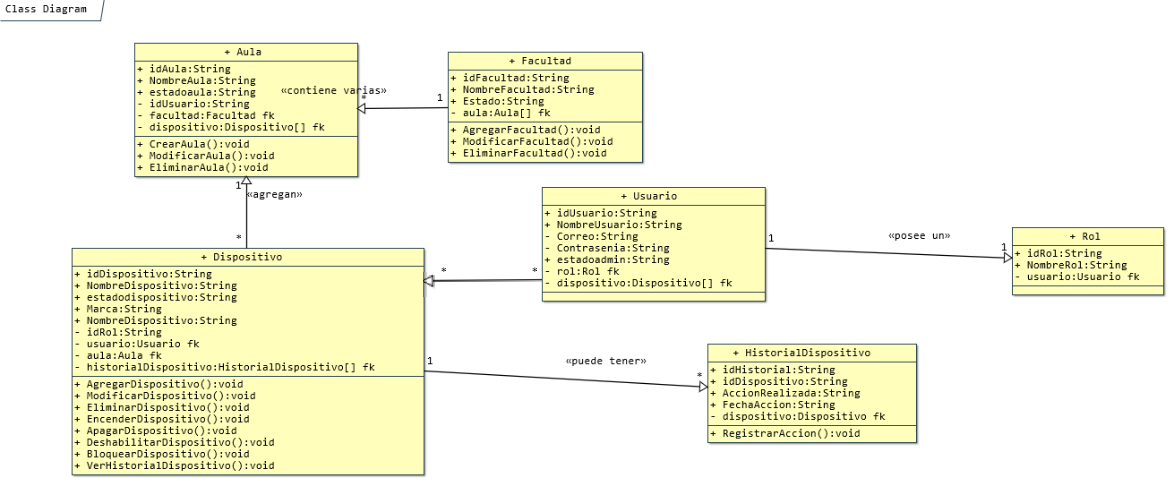 Class Diagram
+ Aula
+ idAula:String
+ NombreAula:String
+ estadoaula:String
- idUsuario:String
- facultad:Facultad fk
- dispositivo:Dispositivo[] fk
+ CrearAula():void
+ ModificarAula():void
+ EliminarAula():void
«contiene varias»
*
1
+ Facultad
+ idFacultad:String
+ NombreFacultad:String
+ Estado:String
- aula:Aula[] fk
+ AgregarFacultad():void
+ ModificarFacultad():void
+ EliminarFacultad():void
1
«agregan»
*
+ Dispositivo
+ idDispositivo:String
+ NombreDispositivo:String
+ estadodispositivo:String
+ Marca:String
+ NombreDispositivo:String
- idRol:String
- usuario:Usuario fk
- aula:Aula fk
- historialDispositivo:HistorialDispositivo[] fk
+ AgregarDispositivo():void
+ ModificarDispositivo():void
+ EliminarDispositivo():void
+ EncenderDispositivo():void
+ ApagarDispositivo():void
+ DeshabilitarDispositivo():void
+ BloquearDispositivo():void
+ VerHistorialDispositivo():void
*
*
+ Usuario
+ idUsuario:String
+ NombreUsuario:String
- Correo:String
- Contrasenia:String
+ estadoadmin:String
- rol:Rol fk
- dispositivo:Dispositivo[] fk
1
«posee un»
1
+ Rol
+ idRol:String
+ NombreRol:String
- usuario:Usuario fk
1
«puede tener»
*
+ HistorialDispositivo
+ idHistorial:String
+ idDispositivo:String
+ AccionRealizada:String
+ FechaAccion:String
- dispositivo:Dispositivo fk
+ RegistrarAccion():void